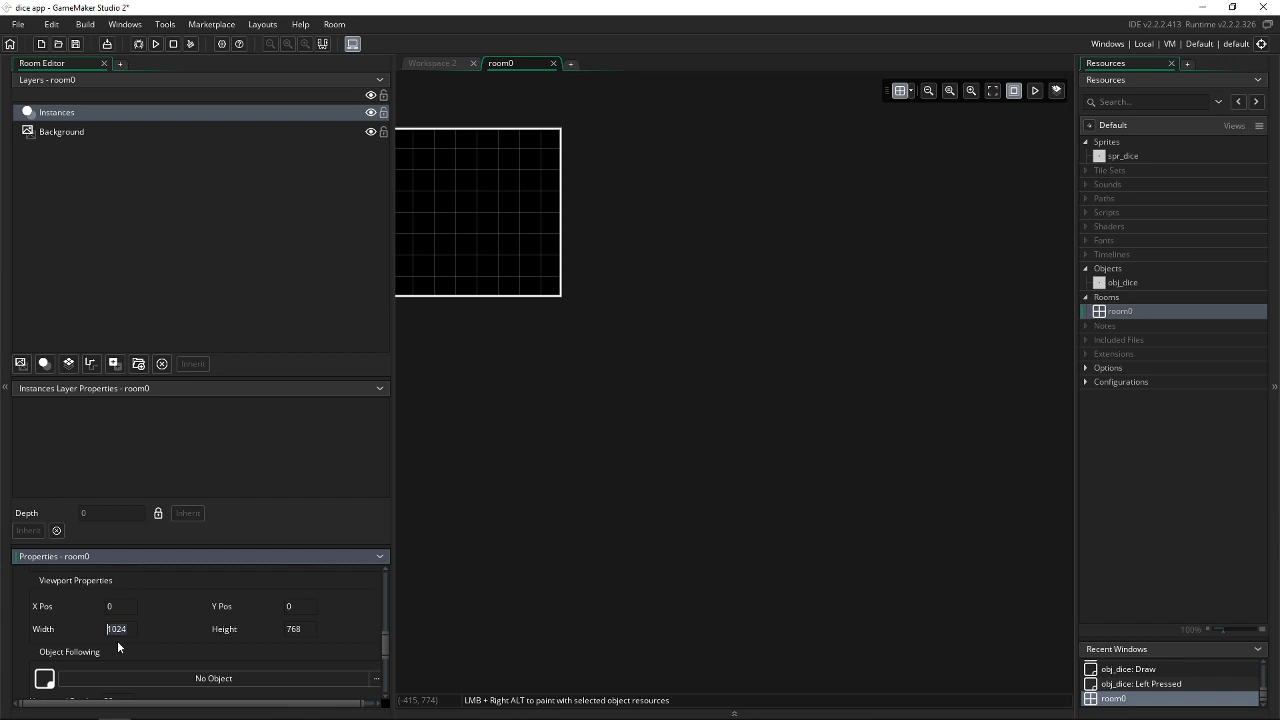 dice app - GameMaker Studio 2*
File Edit Build Windows Tools Marketplace Layouts Help Room
IDE v2.2.2.413 Runtime v2.2.2.326
Windows | Local | VM | Default | default
Room Editor
Layers - room0
Instances
Background
Inherit
Instances Layer Properties - room0
Depth 0 Inherit
Inherit
Properties - room0
Viewport Properties
X Pos 0 Y Pos 0
Width 1024 Height 768
Object Following
No Object ...
Workspace 2 room0
(-415, 774) LMB + Right ALT to paint with selected object resources
Resources
Resources
Search...
Default Views
Sprites
spr_dice
Tile Sets
Sounds
Paths
Scripts
Shaders
Fonts
Timelines
Objects
obj_dice
Rooms
room0
Notes
Included Files
Extensions
Options
Configurations
100%
Recent Windows
obj_dice: Draw
obj_dice: Left Pressed
room0